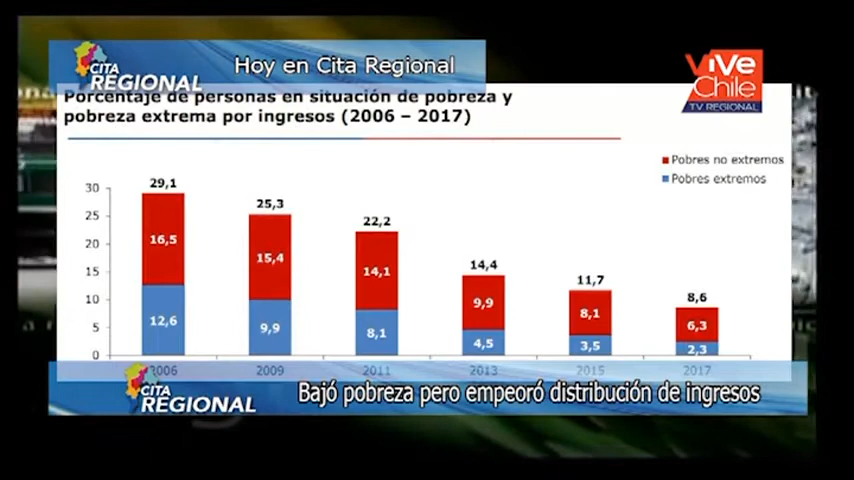 CITA
REGIONAL
Hoy en Cita Regional
ViVe
Chile
TV REGIONAL
Porcentaje de personas en situación de pobreza y
pobreza extrema por ingresos (2006 – 2017)
Pobres no extremos
Pobres extremos
30
25
20
15
10
5
0
29,1
16,5
12,6
25,3
15,4
9,9
22,2
14,1
8,1
14,4
9,9
4,5
11,7
8,1
3,5
8,6
6,3
2,3
2006 2009 2011 2013 2015 2017
CITA
REGIONAL
Bajó pobreza pero empeoró distribución de ingresos